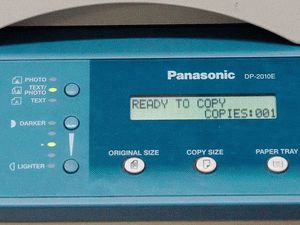 Panasonic DP-2010E
PHOTO
TEXT/
PHOTO
TEXT
READY TO COPY
COPIES:001
DARKER
LIGHTER
ORIGINAL SIZE COPY SIZE PAPER TRAY